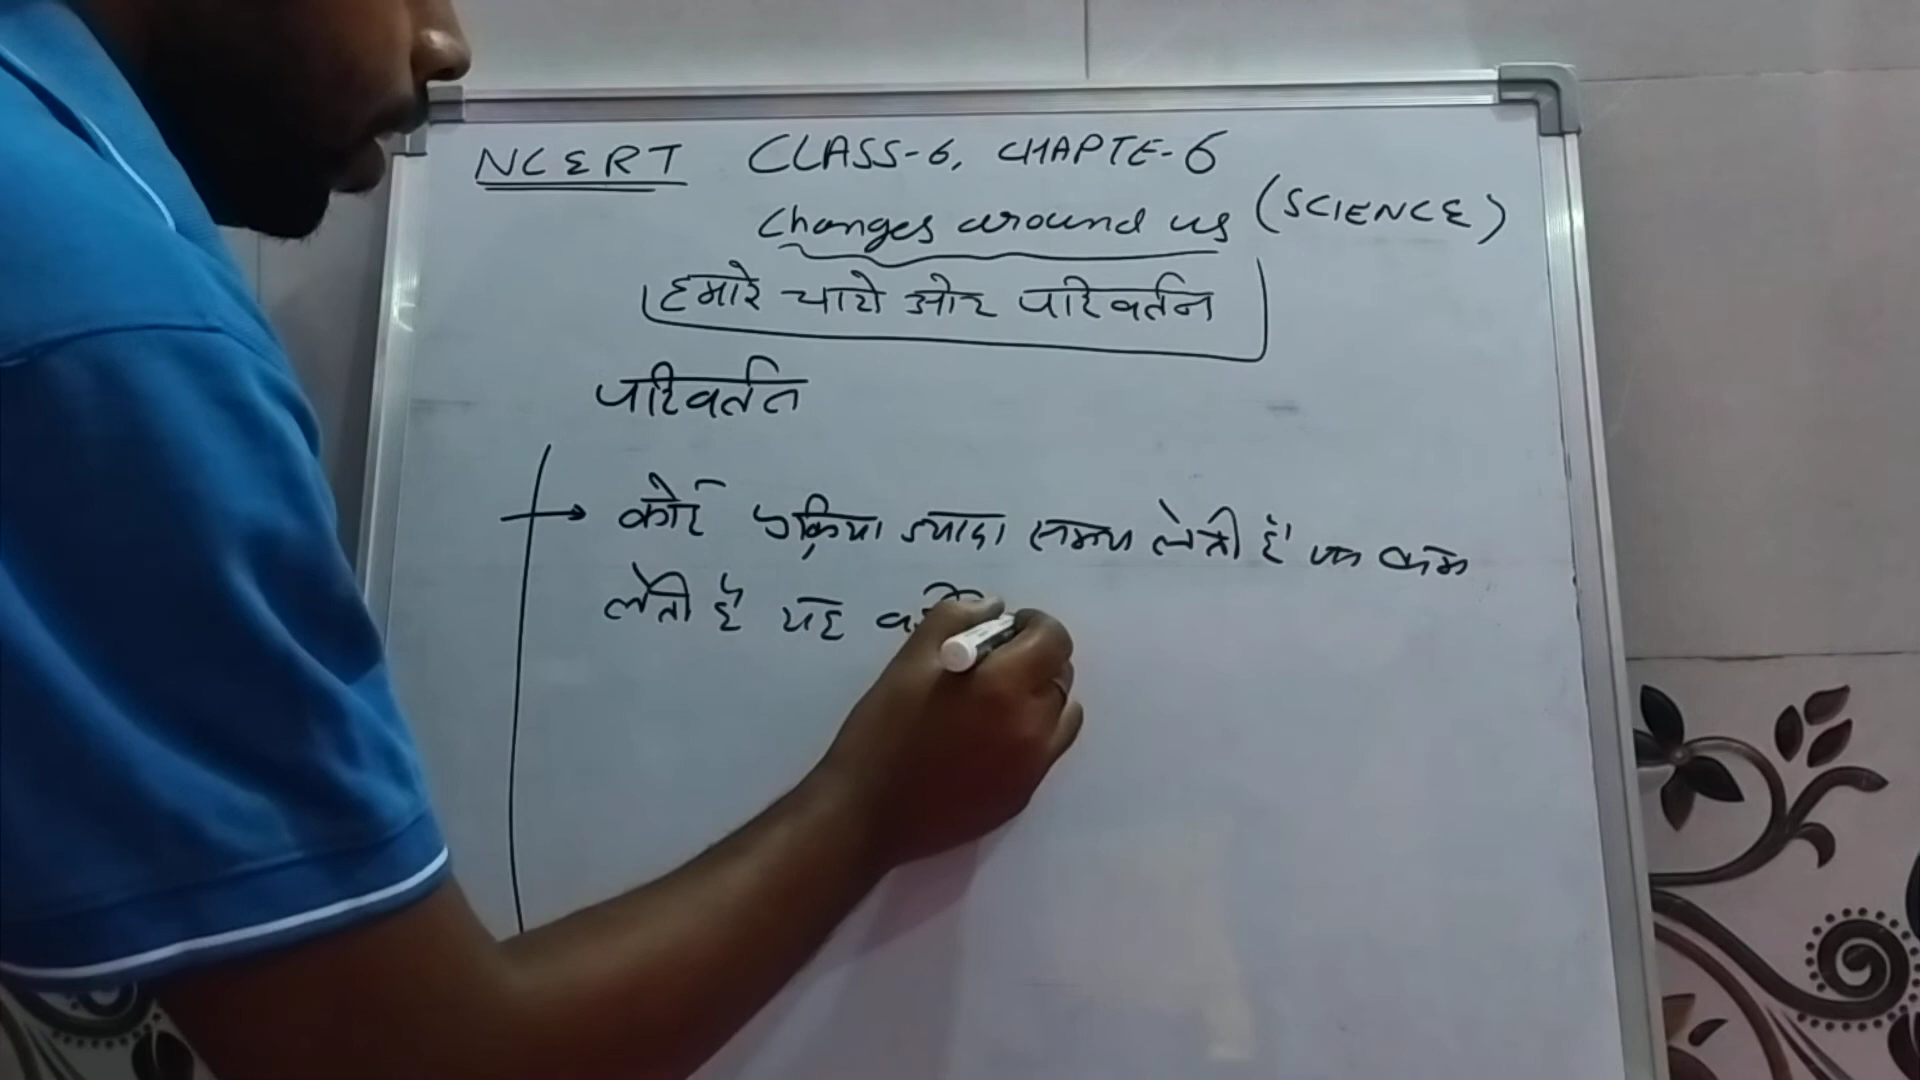 NCERT CLASS-6, CHAPTE-6
Changes around us (SCIENCE)
हमारे चारो ओर परिवर्तन
परिवर्तत
→ कोई प्रक्रिया ज्यादा समय लेती है या कम
लेती है यह